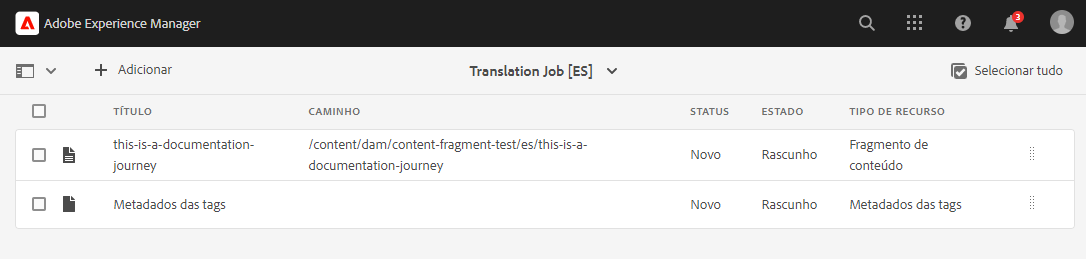 Adobe Experience Manager
3
Adicionar
Translation Job [ES]
Selecionar tudo
TÍTULO CAMINHO STATUS ESTADO TIPO DE RECURSO
this-is-a-documentation-
journey
/content/dam/content-fragment-test/es/this-is-a-
documentation-journey
Novo
Rascunho
Fragmento de
conteúdo
Metadados das tags Novo Rascunho Metadados das tags